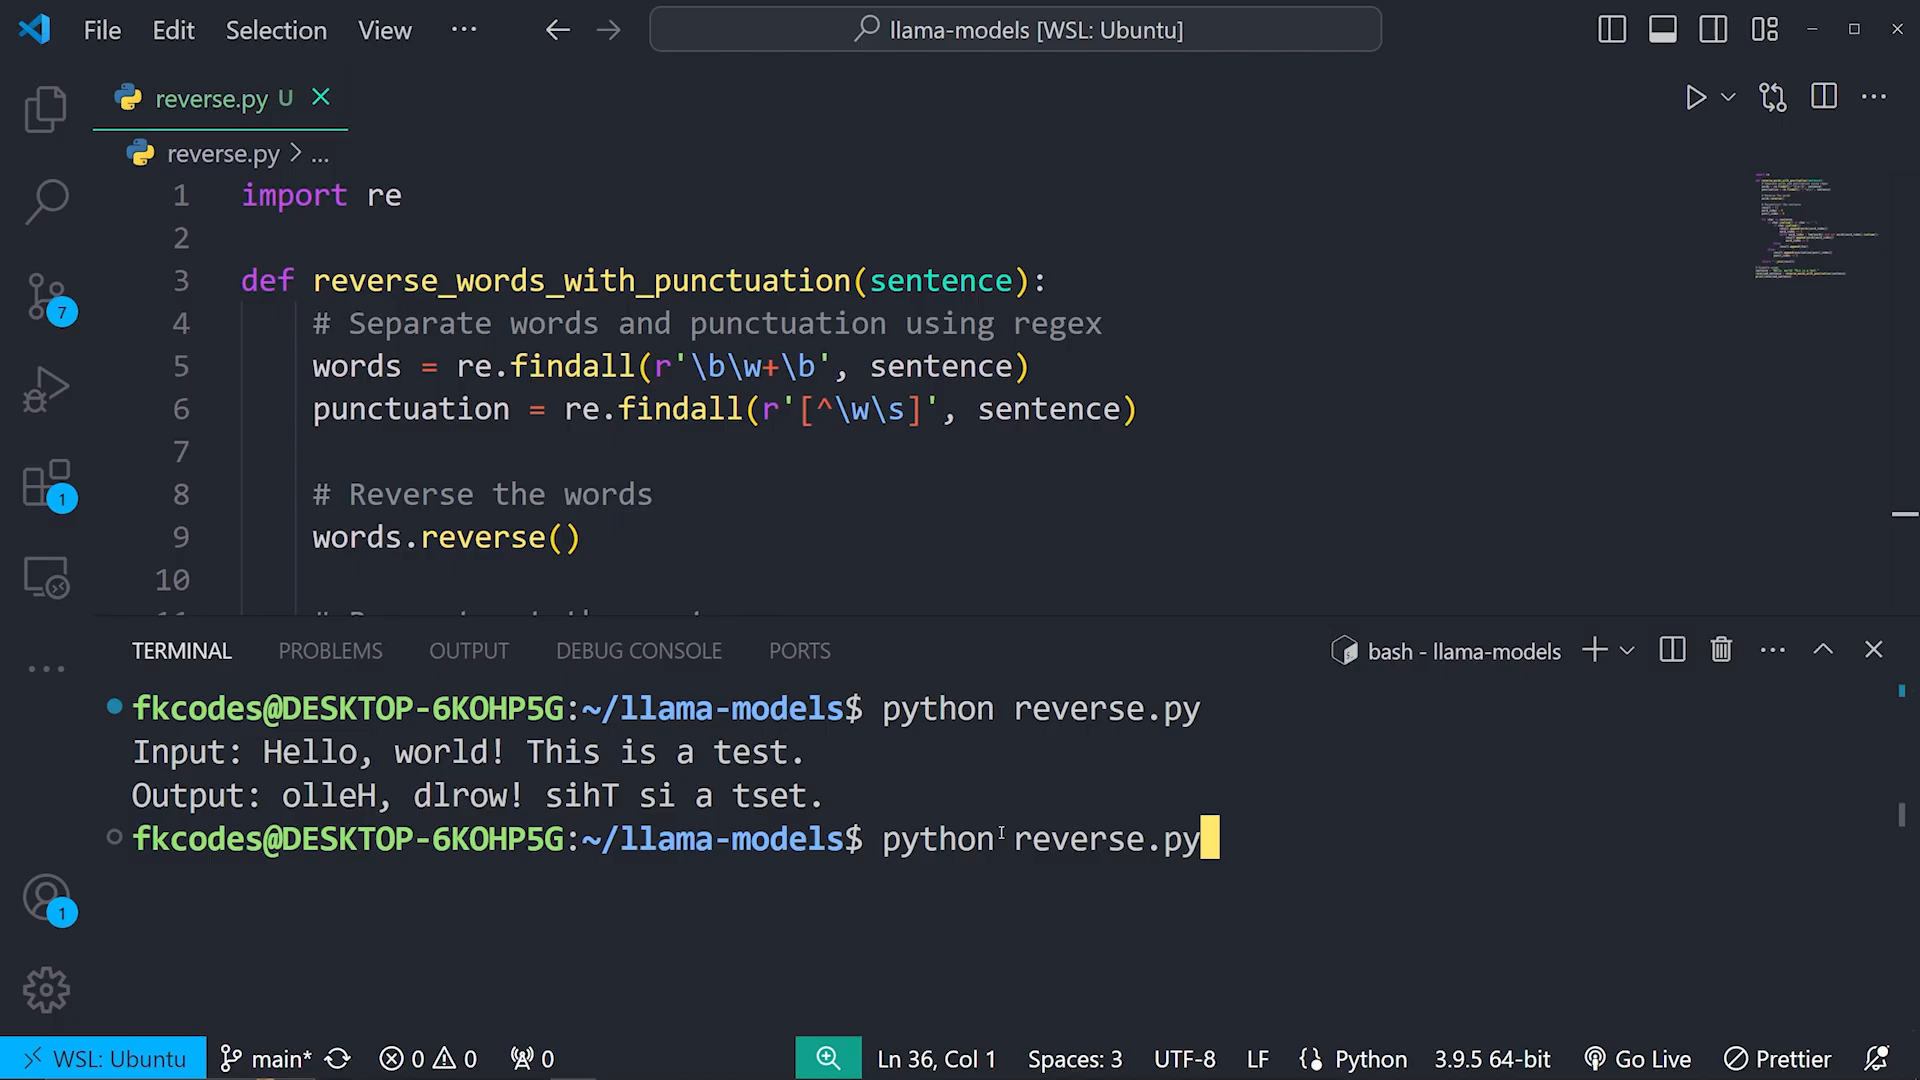 File Edit Selection View ··· llama-models [WSL: Ubuntu]
reverse.py U
reverse.py > ...
1 import re
2
3 def reverse_words_with_punctuation(sentence):
4 # Separate words and punctuation using regex
5 words = re.findall(r'\b\w+\b', sentence)
6 punctuation = re.findall(r'[^\w\s]', sentence)
7
8 # Reverse the words
9 words.reverse()
10
7
1
1
TERMINAL PROBLEMS OUTPUT DEBUG CONSOLE PORTS bash - llama-models
fkcodes@DESKTOP-6KOHP5G:~/llama-models$ python reverse.py
Input: Hello, world! This is a test.
Output: olleH, dlrow! sihT si a tset.
fkcodes@DESKTOP-6KOHP5G:~/llama-models$ python reverse.py
WSL: Ubuntu main* 0 0 0 Ln 36, Col 1 Spaces: 3 UTF-8 LF Python 3.9.5 64-bit Go Live Prettier